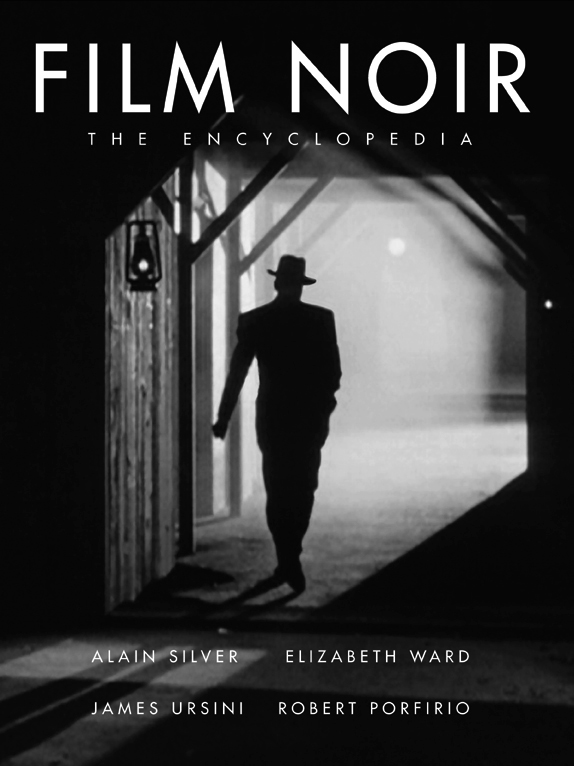 FILM NOIR
THE ENCYCLOPEDIA
ALAIN SILVER ELIZABETH WARD
JAMES URSINI ROBERT PORFIRIO